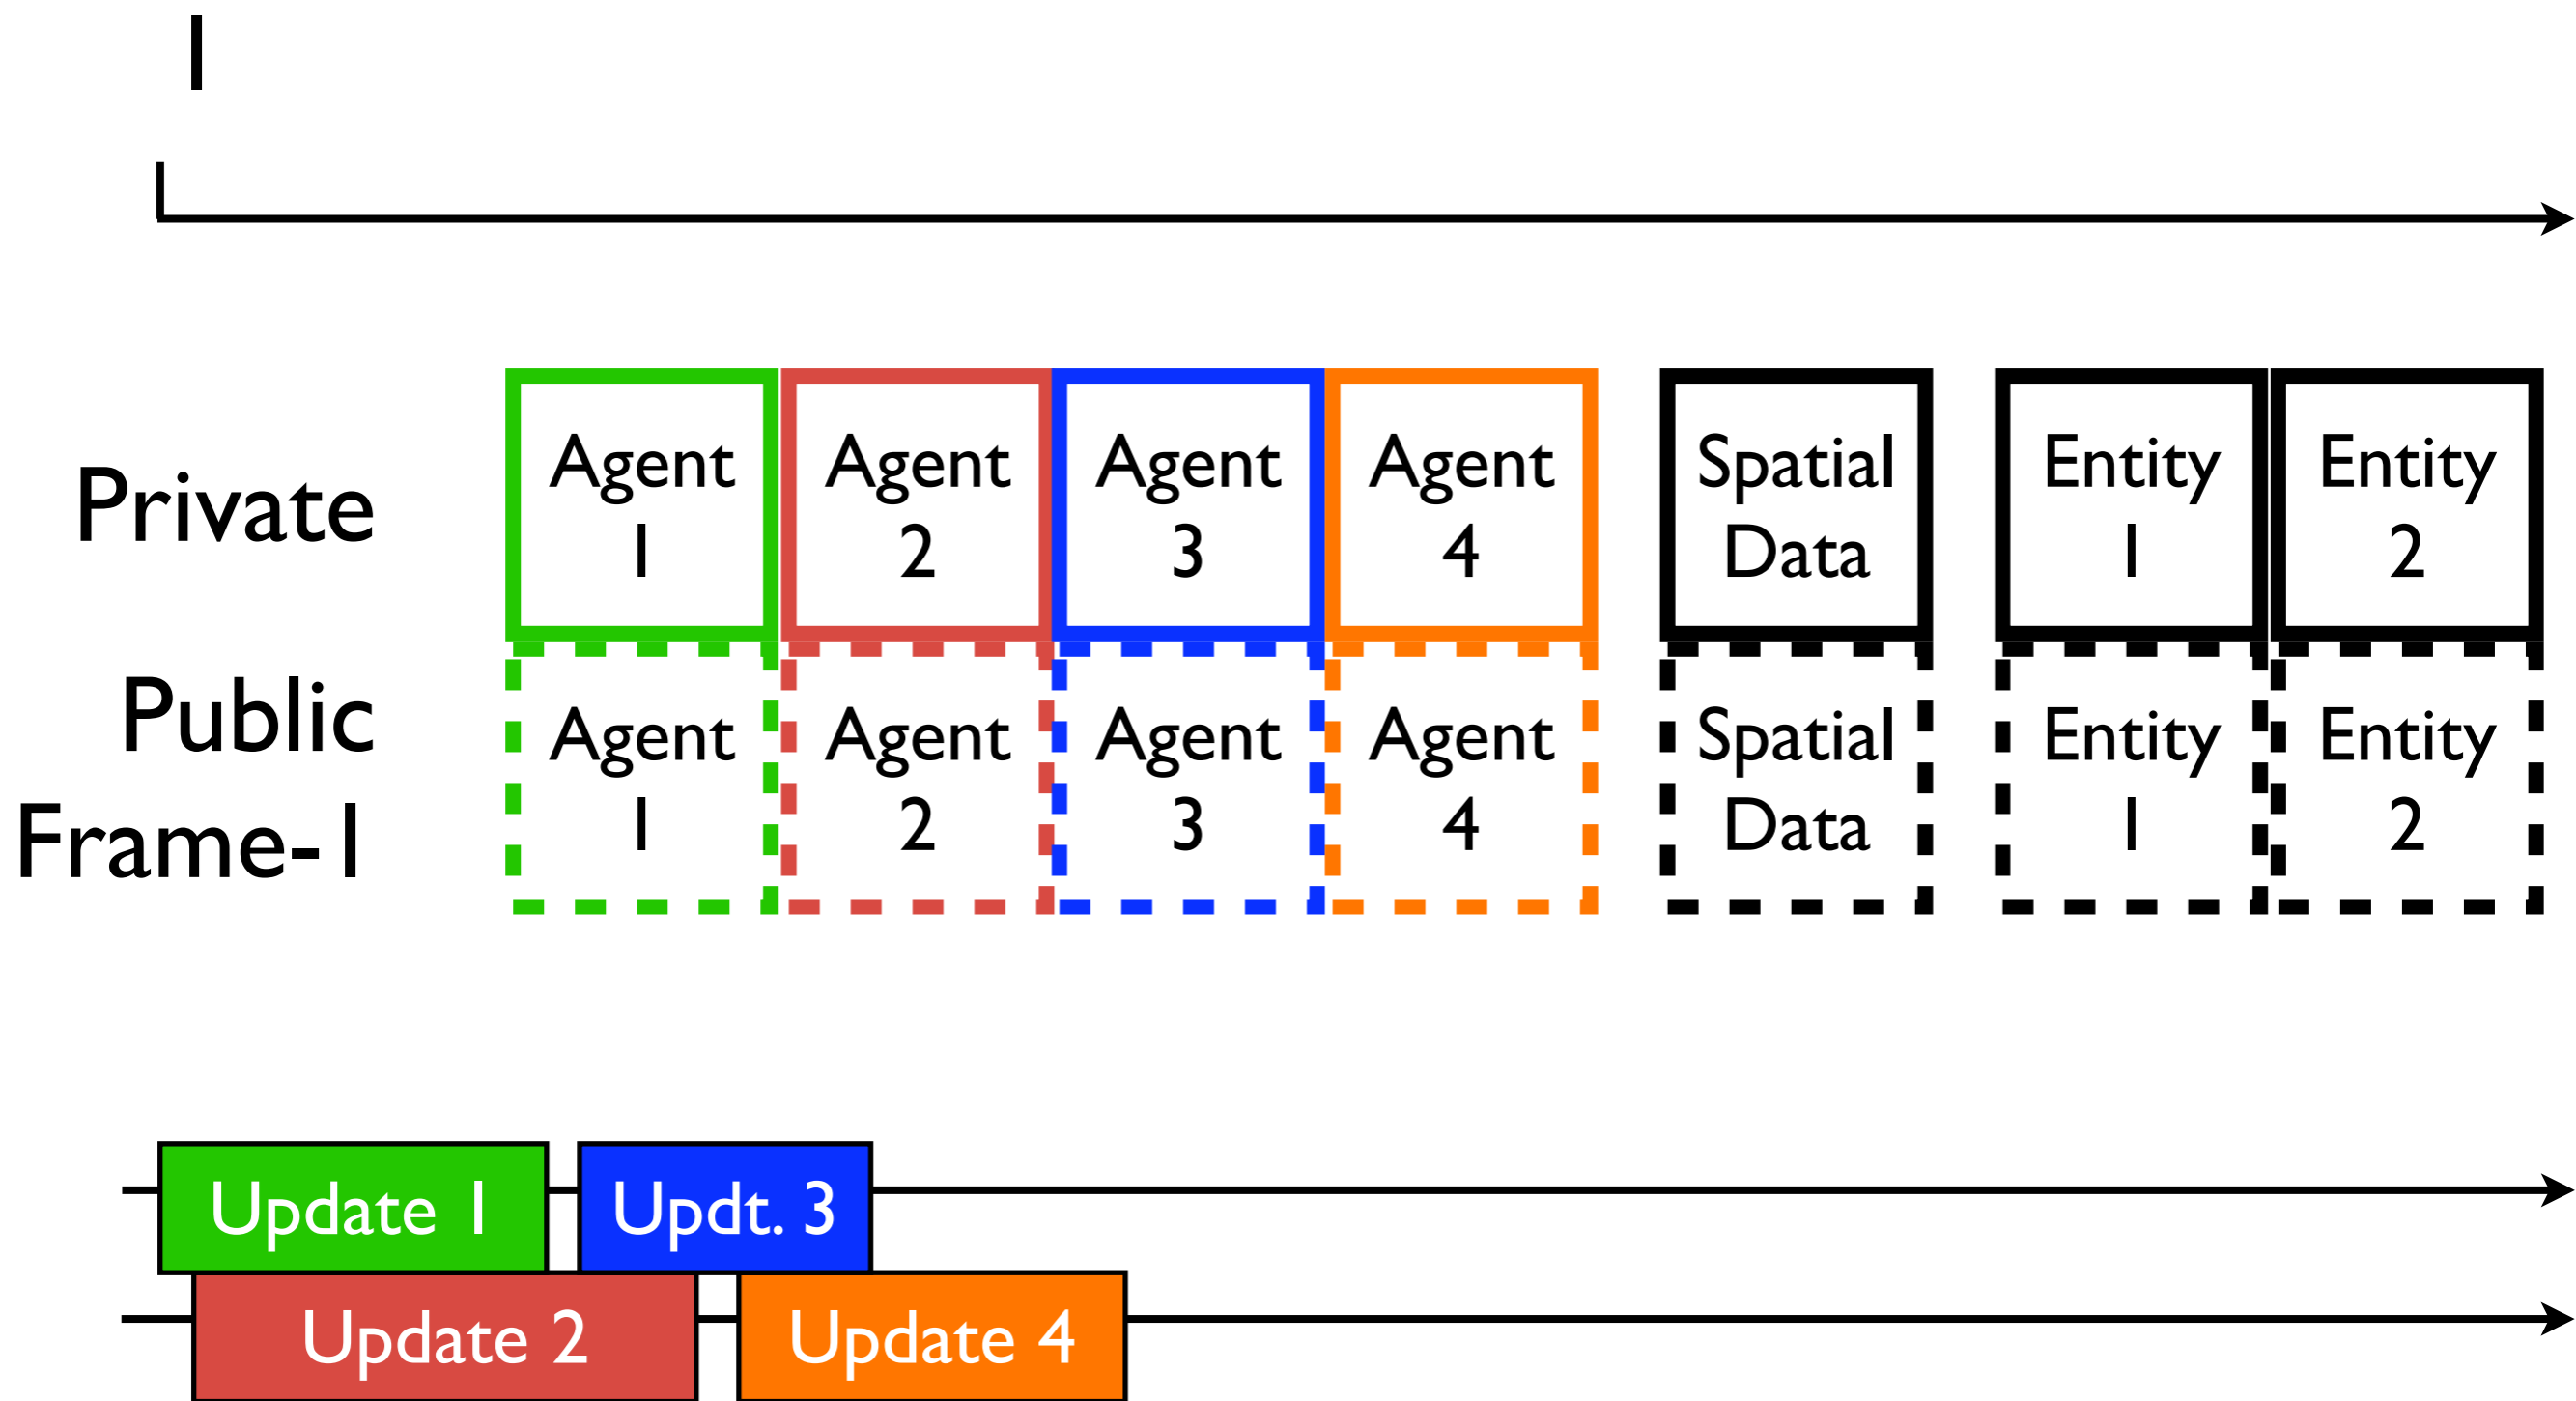 1
Private
Agent
1
Agent
2
Agent
3
Agent
4
Spatial
Data
Entity
1
Entity
2
Public
Frame-1
Agent
1
Agent
2
Agent
3
Agent
4
Spatial
Data
Entity
1
Entity
2
Update 1
Updt. 3
Update 2
Update 4